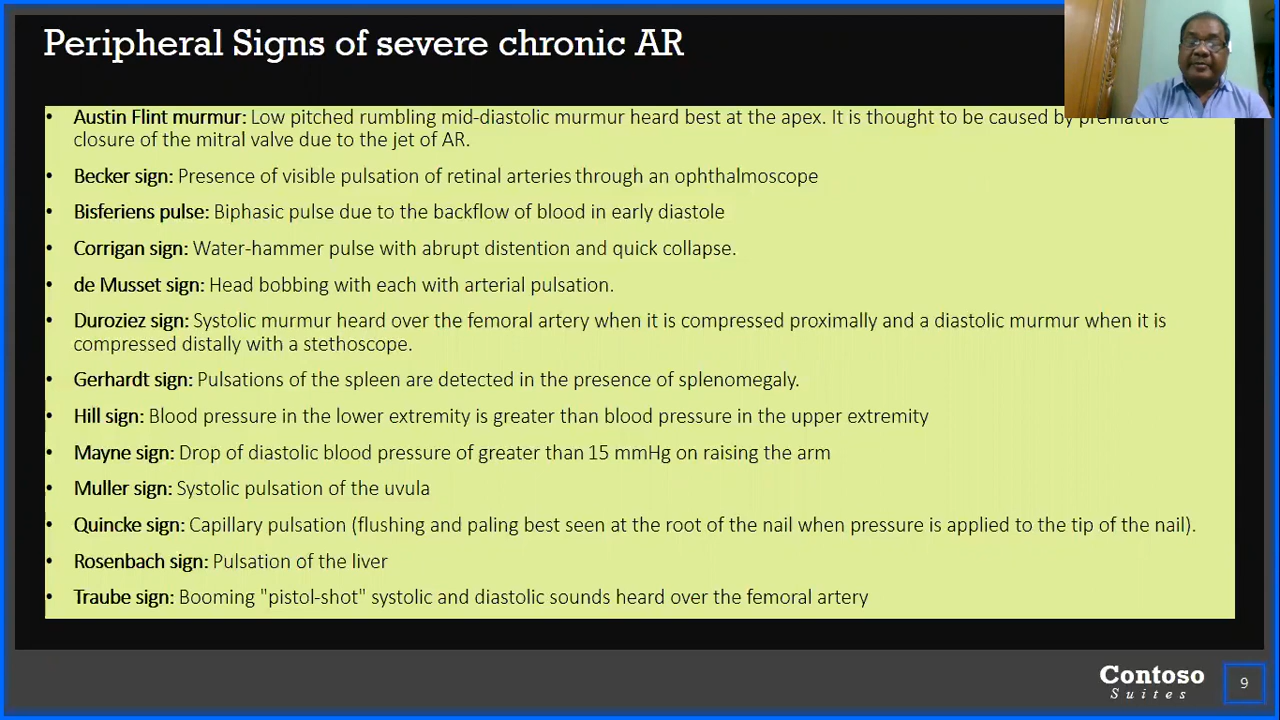 Peripheral Signs of severe chronic AR
• Austin Flint murmur: Low pitched rumbling mid-diastolic murmur heard best at the apex. It is thought to be caused by premature
closure of the mitral valve due to the jet of AR.
• Becker sign: Presence of visible pulsation of retinal arteries through an ophthalmoscope
• Bisferiens pulse: Biphasic pulse due to the backflow of blood in early diastole
• Corrigan sign: Water-hammer pulse with abrupt distention and quick collapse.
• de Musset sign: Head bobbing with each with arterial pulsation.
• Duroziez sign: Systolic murmur heard over the femoral artery when it is compressed proximally and a diastolic murmur when it is
compressed distally with a stethoscope.
• Gerhardt sign: Pulsations of the spleen are detected in the presence of splenomegaly.
• Hill sign: Blood pressure in the lower extremity is greater than blood pressure in the upper extremity
• Mayne sign: Drop of diastolic blood pressure of greater than 15 mmHg on raising the arm
• Muller sign: Systolic pulsation of the uvula
• Quincke sign: Capillary pulsation (flushing and paling best seen at the root of the nail when pressure is applied to the tip of the nail).
• Rosenbach sign: Pulsation of the liver
• Traube sign: Booming "pistol-shot" systolic and diastolic sounds heard over the femoral artery
Contoso
Suites
9